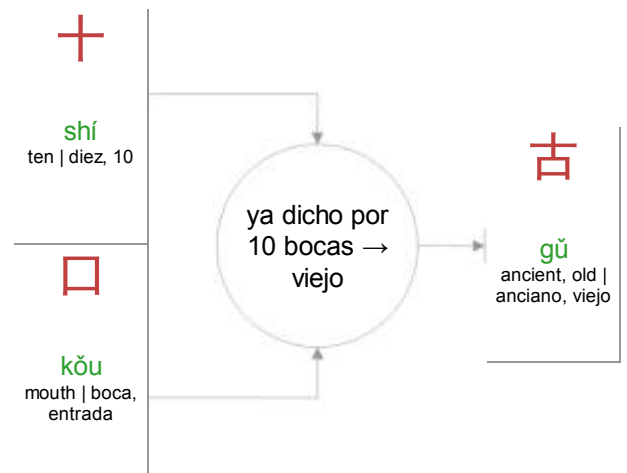 十
shí
ten | diez, 10
口
kǒu
mouth | boca,
entrada
ya dicho por
10 bocas →
viejo
古
gǔ
ancient, old |
anciano, viejo